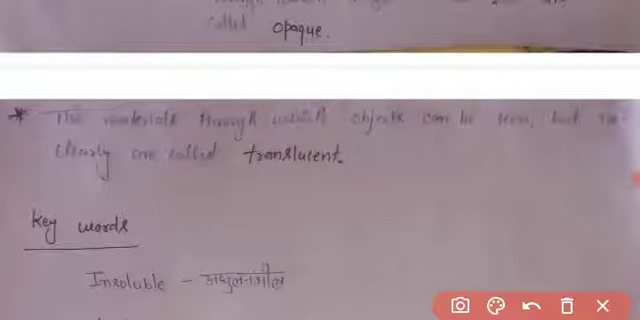 called opaque.
* The materials through which objects can be seen, but not
clearly are called translucent.
Key words
Insoluble - अघुलनशील